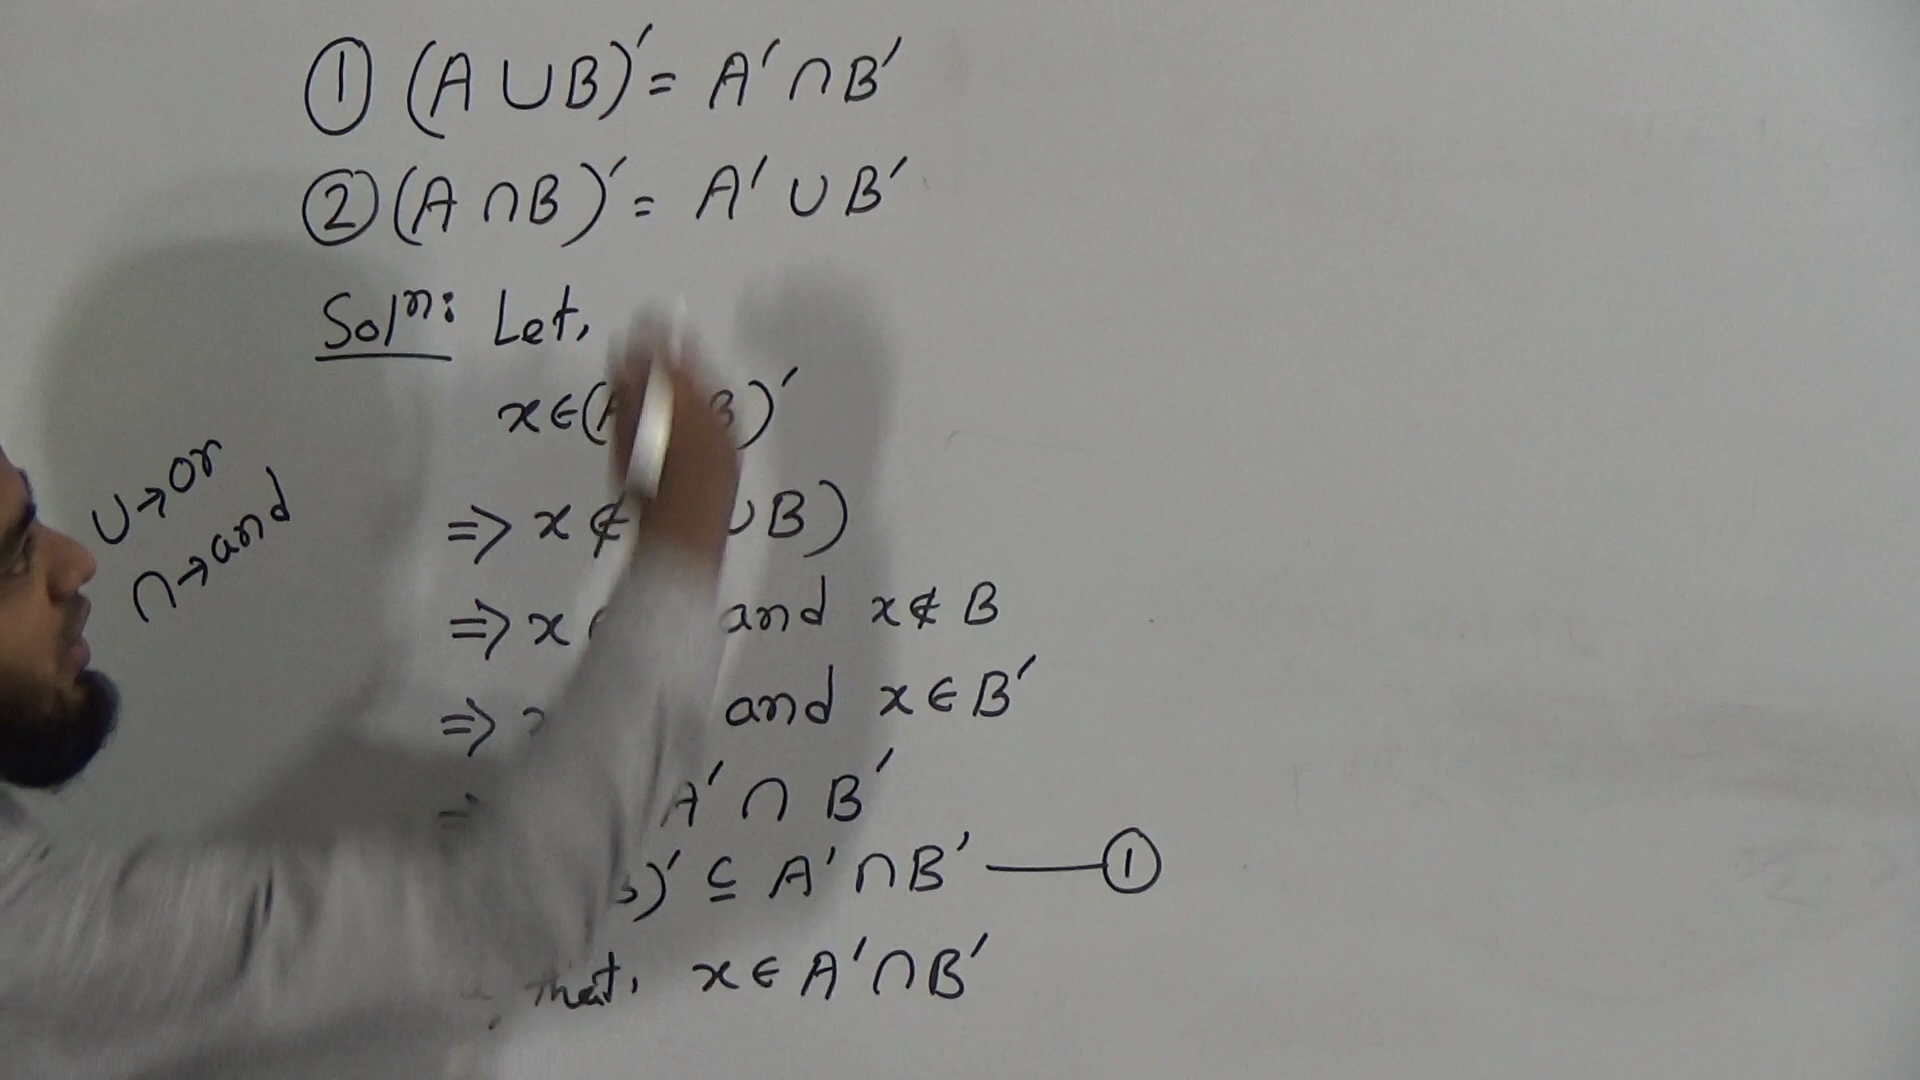 ① (A ∪ B)′ = A′ ∩ B′
② (A ∩ B)′ = A′ ∪ B′
Solⁿ: Let,
x ∈ ( B)′
⇒ x ∉ ∪ B)
⇒ x and x ∉ B
⇒ and x ∈ B′
A′ ∩ B′
)′ ⊆ A′ ∩ B′ —— ①
that, x ∈ A′ ∩ B′
∪ → or
∩ → and